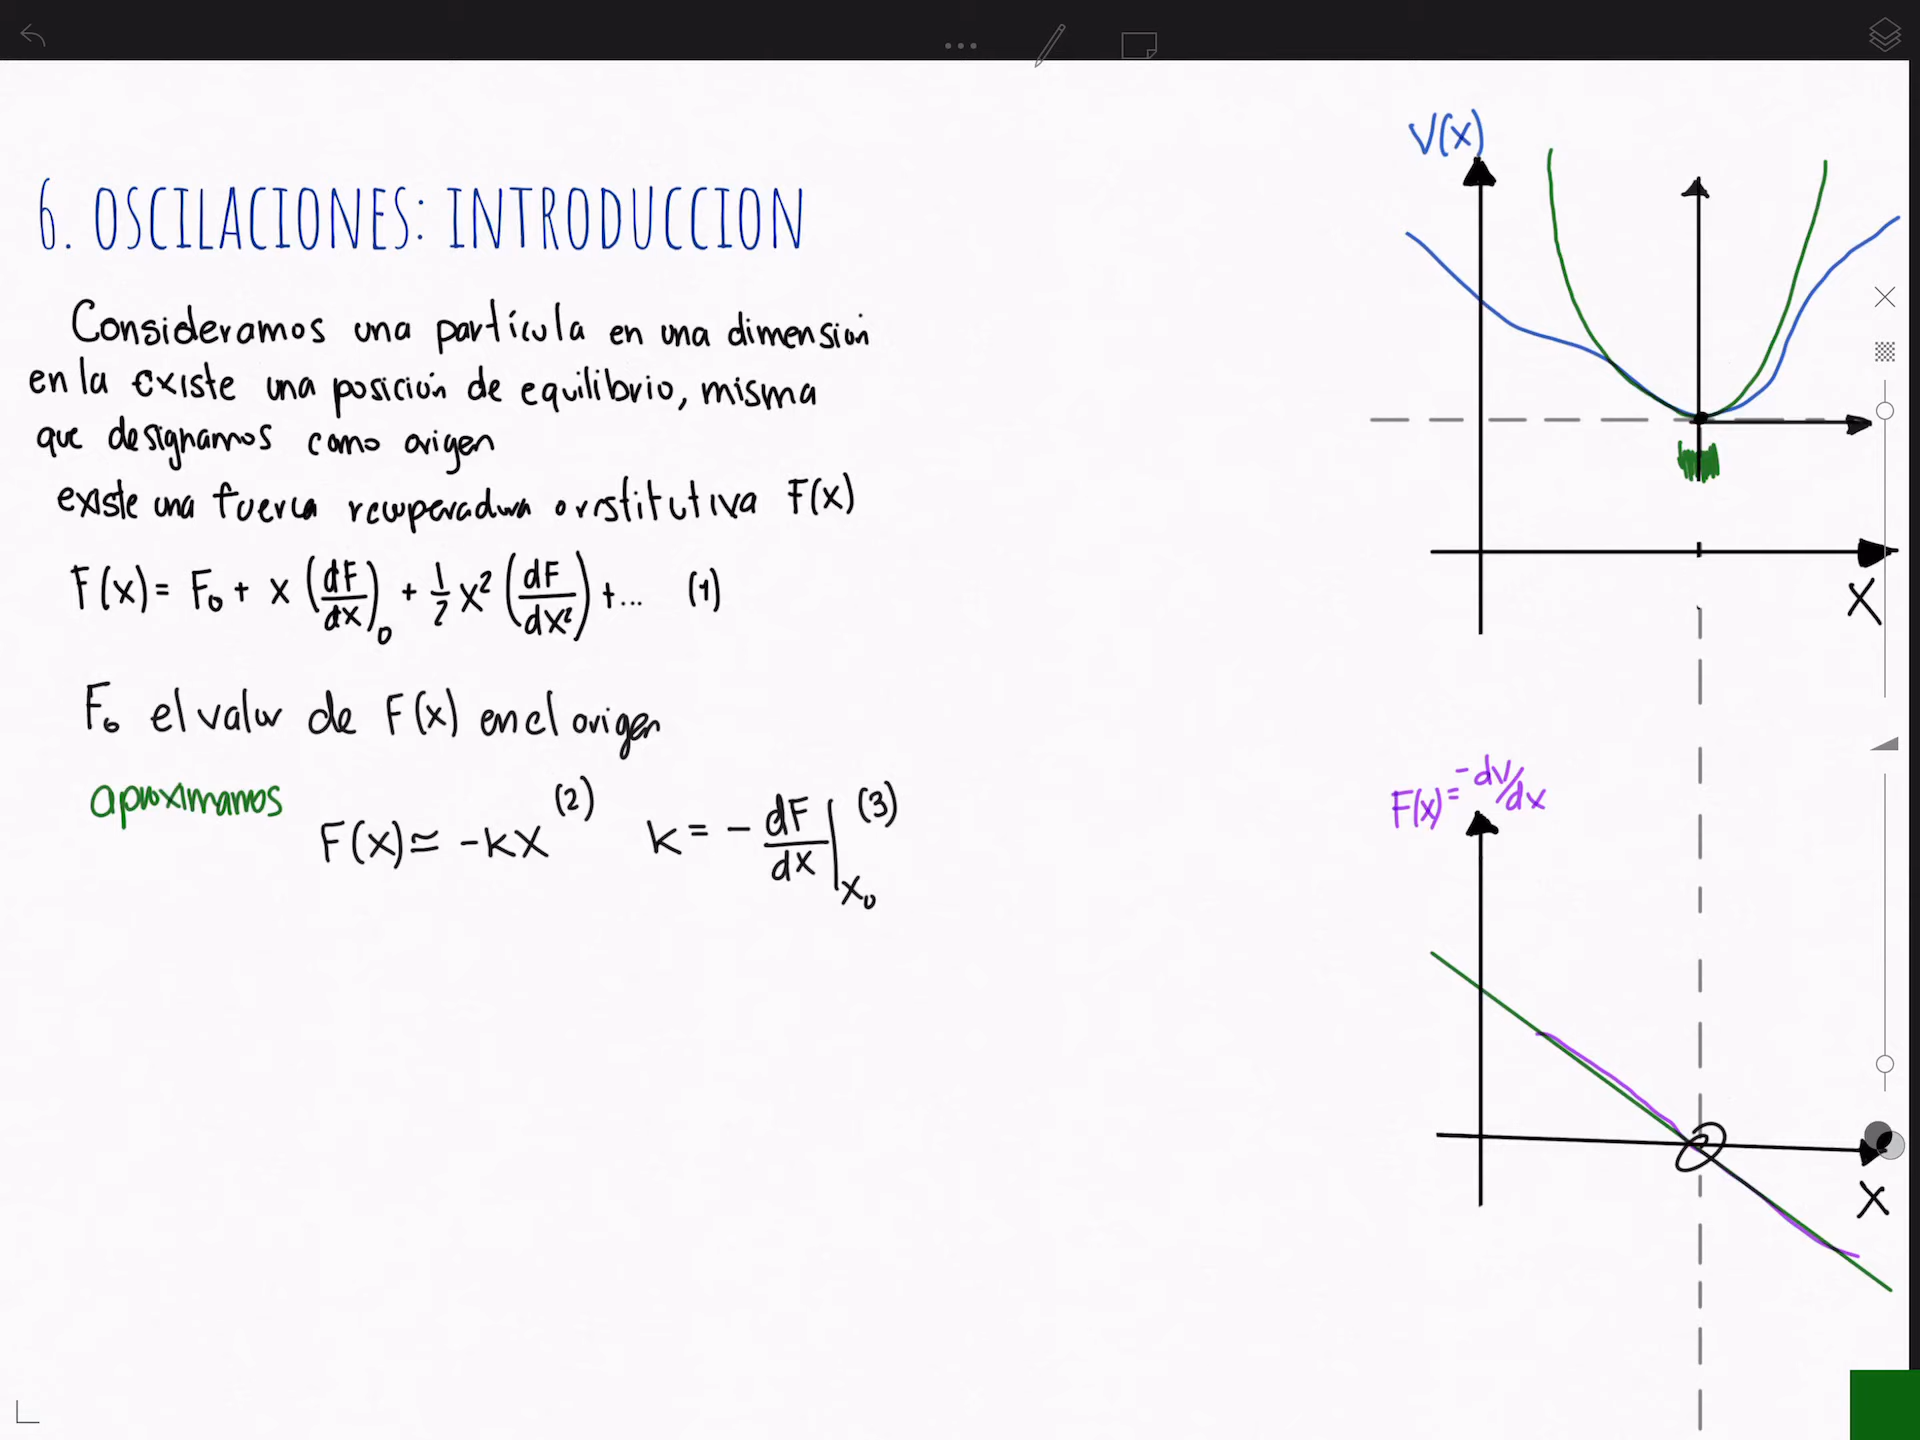 6. OSCILACIONES: INTRODUCCION
Consideramos una partícula en una dimensión
en la existe una posición de equilibrio, misma
que designamos como origen
existe una fuerza recuperadora o restitutiva F(x)
F(x) = F₀ + x (dF/dx)₀ + 1/2 x² (dF/dx²) + ... (1)
F₀ el valor de F(x) en el origen
aproximamos
F(x) ≃ -kx (2) k = - dF/dx |x₀ (3)
V(x)
X
F(x) = -dV/dx
X